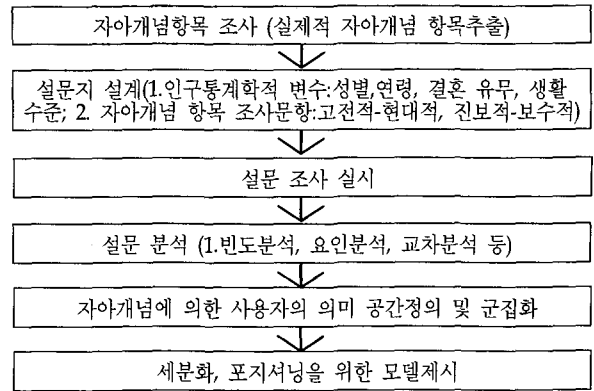 자아개념항목 조사 (실제적 자아개념 항목추출)
설문지 설계(1.인구통계학적 변수:성별,연령, 결혼 유무, 생활
수준; 2. 자아개념 항목 조사문항:고전적-현대적, 진보적-보수적)
설문 조사 실시
설문 분석 (1.빈도분석, 요인분석, 교차분석 등)
자아개념에 의한 사용자의 의미 공간정의 및 군집화
세분화, 포지셔닝을 위한 모델제시